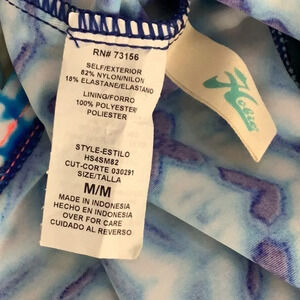 RN# 73156
SELF/EXTERIOR
82% NYLON/NILON
18% ELASTANE/ELASTANO
LINING/FORRO
100% POLYESTER/
POLIESTER
STYLE-ESTILO
HS4SM82
CUT-CORTE 030291
SIZE/TALLA
M/M
MADE IN INDONESIA
HECHO EN INDONESIA
OVER FOR CARE
CUIDADO AL REVERSO
Hobie